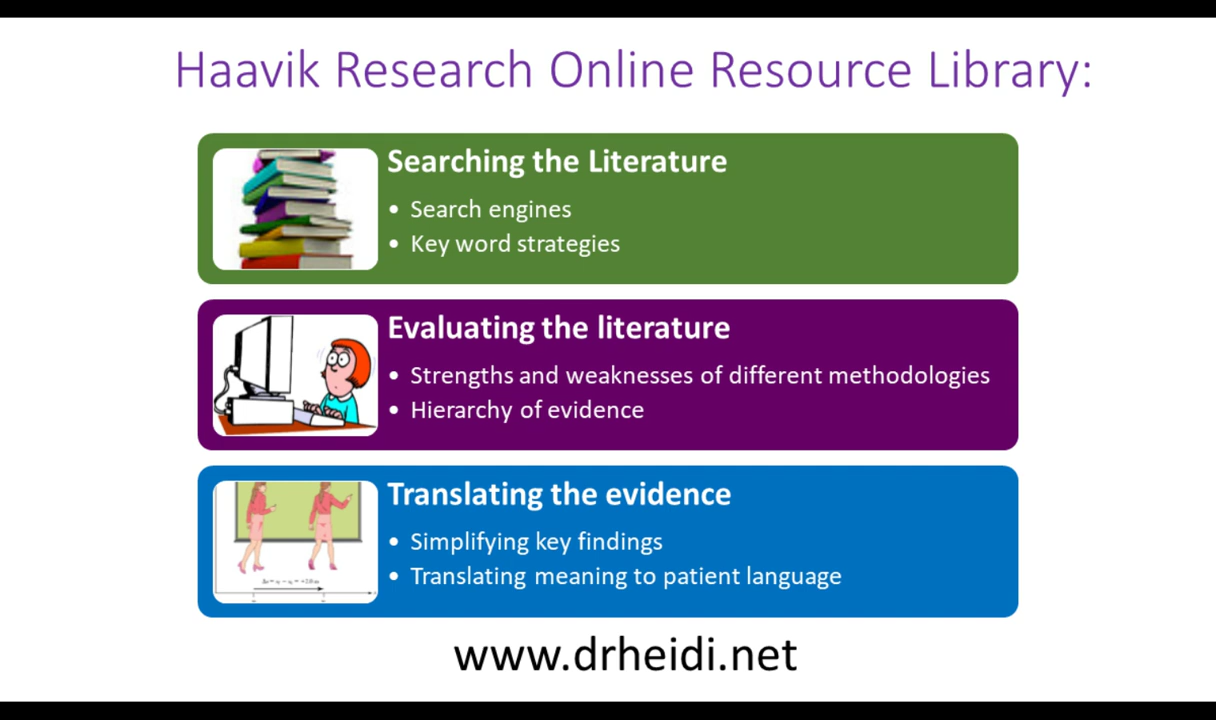 Haavik Research Online Resource Library:
Searching the Literature
• Search engines
• Key word strategies
Evaluating the literature
• Strengths and weaknesses of different methodologies
• Hierarchy of evidence
Translating the evidence
• Simplifying key findings
• Translating meaning to patient language
www.drheidi.net